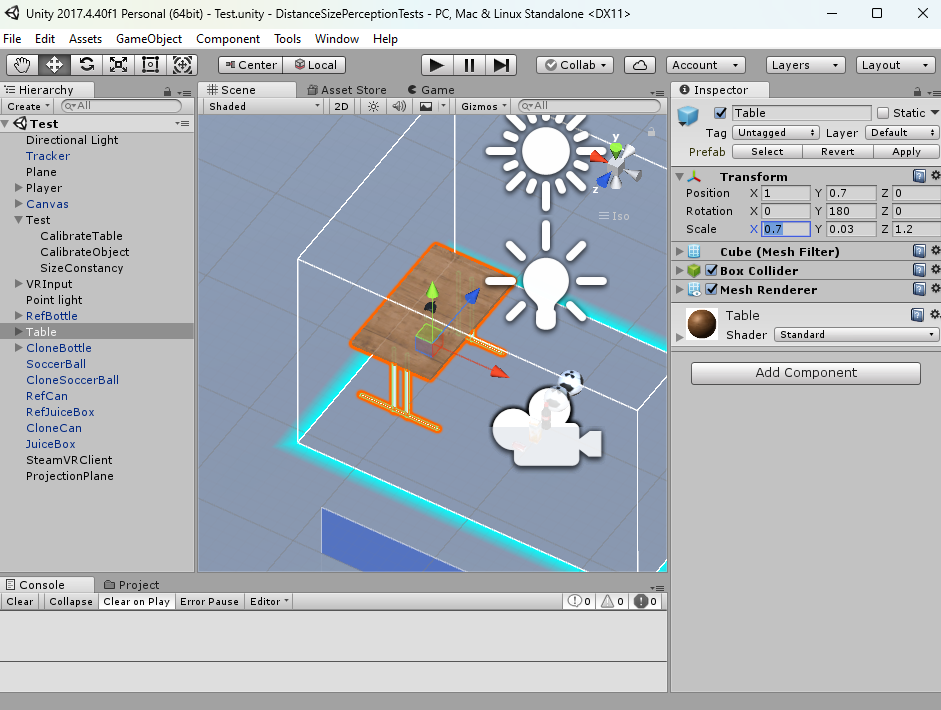 Unity 2017.4.40f1 Personal (64bit) - Test.unity - DistanceSizePerceptionTests - PC, Mac & Linux Standalone <DX11>
File Edit Assets GameObject Component Tools Window Help
Center Local Collab Account Layers Layout
Hierarchy
Create All
Test
Directional Light
Tracker
Plane
Player
Canvas
Test
CalibrateTable
CalibrateObject
SizeConstancy
VRInput
Point light
RefBottle
Table
CloneBottle
SoccerBall
CloneSoccerBall
RefCan
RefJuiceBox
CloneCan
JuiceBox
SteamVRClient
ProjectionPlane
Scene Asset Store Game
Shaded 2D Gizmos All
y
z
Iso
Inspector
Table Static
Tag Untagged Layer Default
Prefab Select Revert Apply
Transform
Position X 1 Y 0.7 Z 0
Rotation X 0 Y 180 Z 0
Scale X 0.7 Y 0.03 Z 1.2
Cube (Mesh Filter)
Box Collider
Mesh Renderer
Table
Shader Standard
Add Component
Console Project
Clear Collapse Clear on Play Error Pause Editor 0 0 0